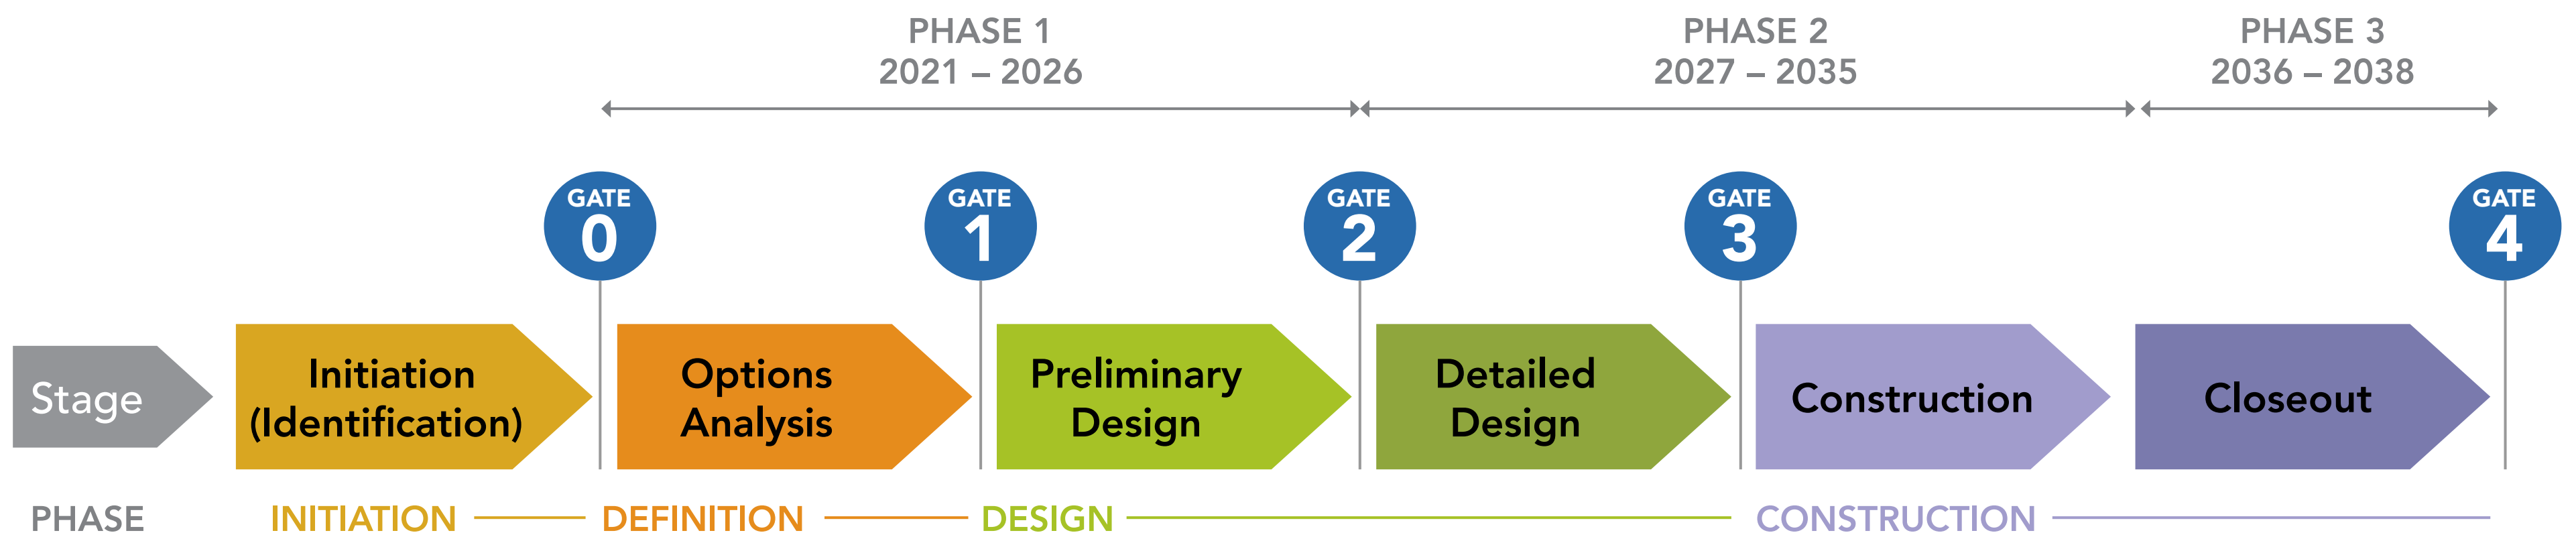 PHASE 1
2021 – 2026
PHASE 2
2027 – 2035
PHASE 3
2036 – 2038
GATE
0
GATE
1
GATE
2
GATE
3
GATE
4
Stage
Initiation
(Identification)
Options
Analysis
Preliminary
Design
Detailed
Design
Construction
Closeout
PHASE
INITIATION
DEFINITION
DESIGN
CONSTRUCTION